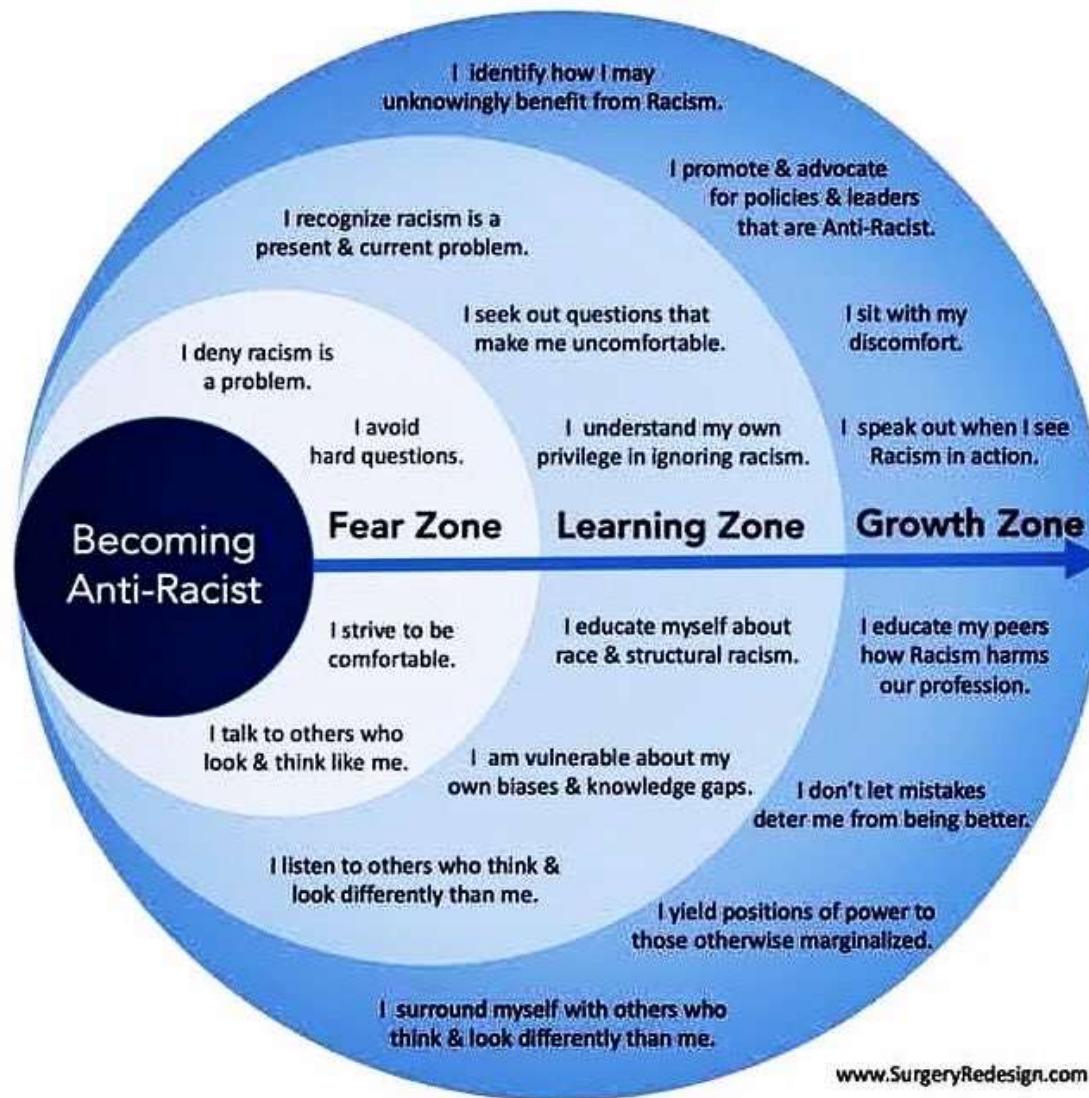 I identify how I may
unknowingly benefit from Racism.
I promote & advocate
for policies & leaders
that are Anti-Racist.
I recognize racism is a
present & current problem.
I seek out questions that
make me uncomfortable.
I sit with my
discomfort.
I deny racism is
a problem.
I avoid
hard questions.
I understand my own
privilege in ignoring racism.
I speak out when I see
Racism in action.
Becoming
Anti-Racist
Fear Zone
Learning Zone
Growth Zone
I strive to be
comfortable.
I educate myself about
race & structural racism.
I educate my peers
how Racism harms
our profession.
I talk to others who
look & think like me.
I am vulnerable about my
own biases & knowledge gaps.
I don't let mistakes
deter me from being better.
I listen to others who think &
look differently than me.
I yield positions of power to
those otherwise marginalized.
I surround myself with others who
think & look differently than me.
www.SurgeryRedesign.com